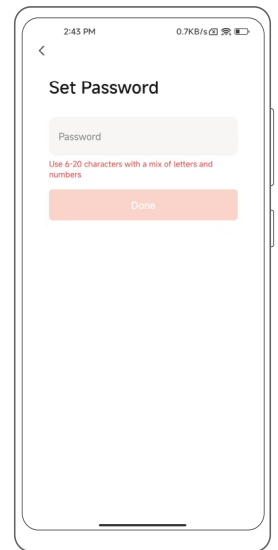 2:43 PM 0.7KB/s
Set Password
Password
Use 6-20 characters with a mix of letters and
numbers
Done